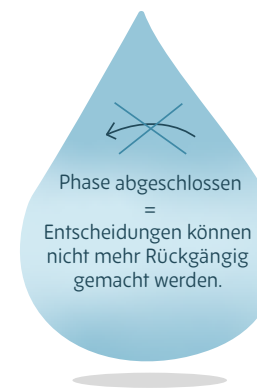 Phase abgeschlossen
=
Entscheidungen können
nicht mehr Rückgängig
gemacht werden.